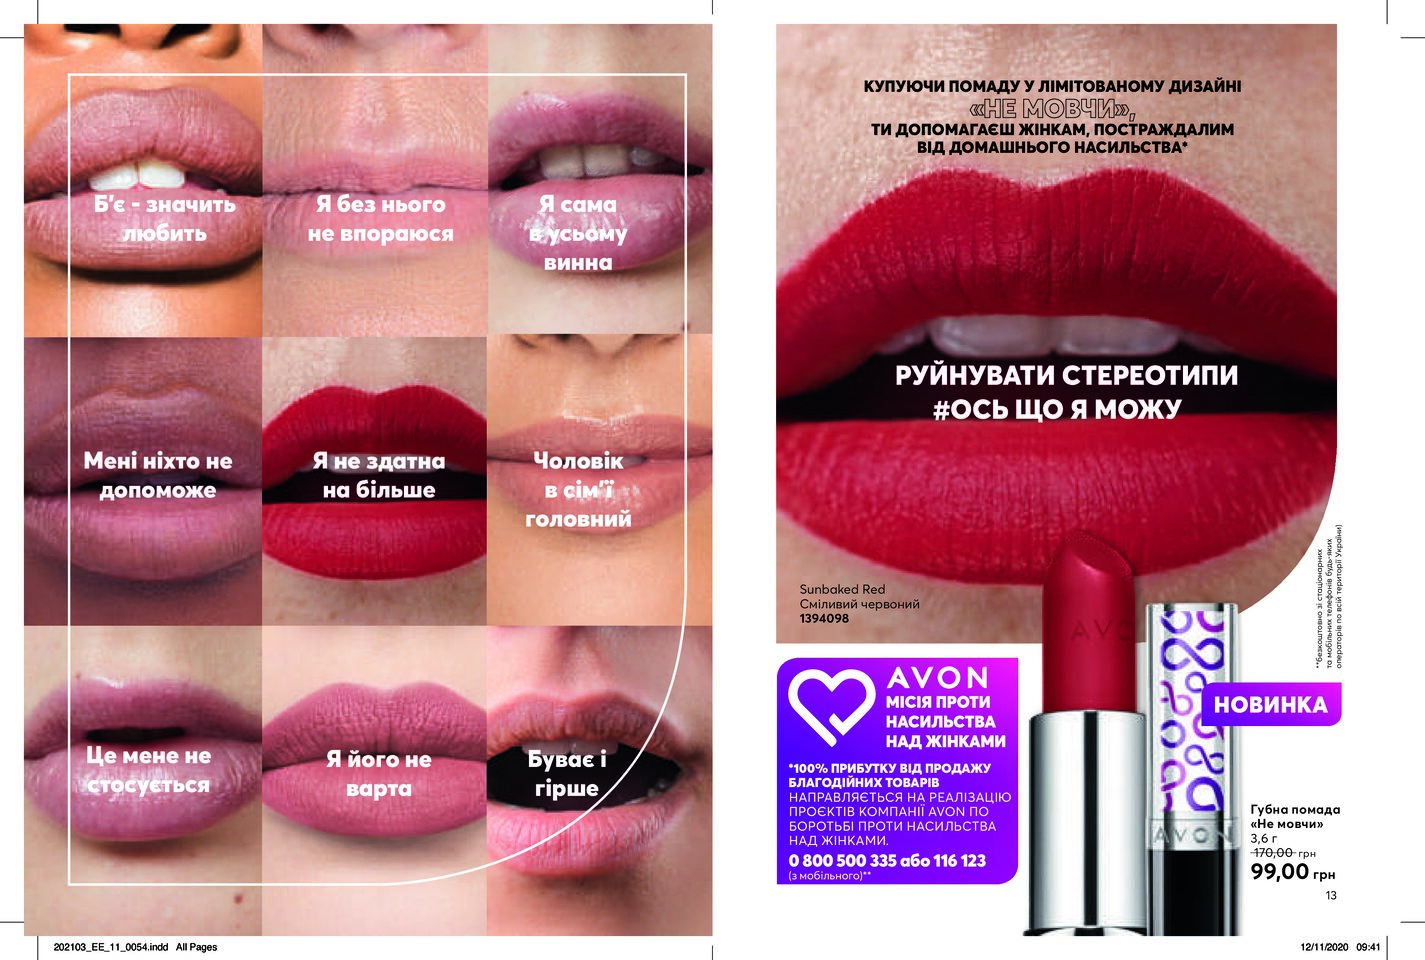 Б'є - значить
любить
Я без нього
не впораюся
Я сама
в усьому
винна
Мені ніхто не
допоможе
Я не здатна
на більше
Чоловік
в сім'ї
головний
Це мене не
стосується
Я його не
варта
Буває і
гірше
КУПУЮЧИ ПОМАДУ У ЛІМІТОВАНОМУ ДИЗАЙНІ
«НЕ МОВЧИ»,
ТИ ДОПОМАГАЄШ ЖІНКАМ, ПОСТРАЖДАЛИМ
ВІД ДОМАШНЬОГО НАСИЛЬСТВА*
РУЙНУВАТИ СТЕРЕОТИПИ
#ОСЬ ЩО Я МОЖУ
Sunbaked Red
Сміливий червоний
1394098
**безкоштовно зі стаціонарних
та мобільних телефонів будь-яких
операторів по всій території України)
AVON
МІСІЯ ПРОТИ
НАСИЛЬСТВА
НАД ЖІНКАМИ
*100% ПРИБУТКУ ВІД ПРОДАЖУ
БЛАГОДІЙНИХ ТОВАРІВ
НАПРАВЛЯЄТЬСЯ НА РЕАЛІЗАЦІЮ
ПРОЄКТІВ КОМПАНІЇ AVON ПО
БОРОТЬБІ ПРОТИ НАСИЛЬСТВА
НАД ЖІНКАМИ.
0 800 500 335 або 116 123
(з мобільного)**
НОВИНКА
AVON
Губна помада
«Не мовчи»
3,6 г
170,00 грн
99,00 грн
13
202103_EE_11_0054.indd All Pages
12/11/2020 09:41